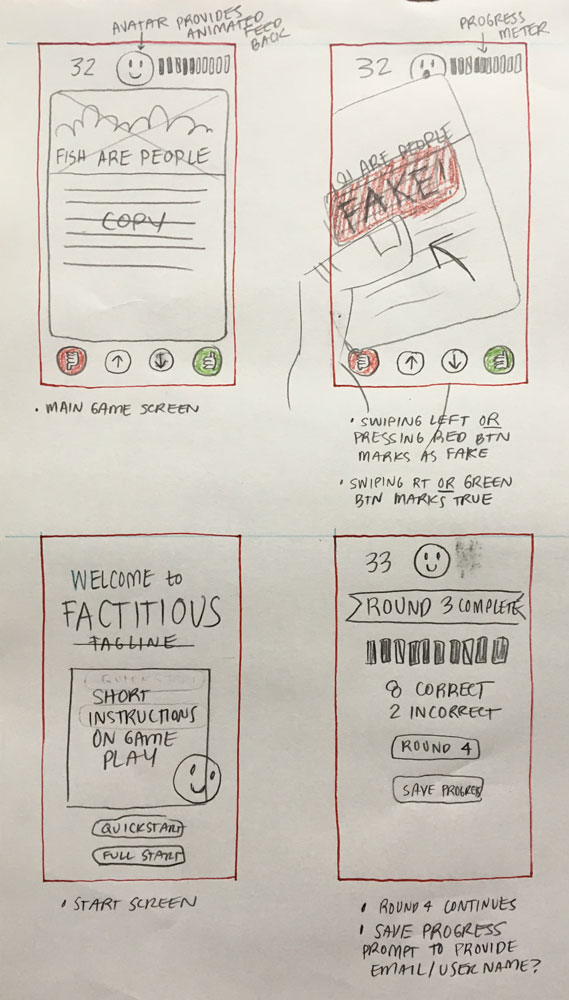 AVATAR PROVIDES
ANIMATED
FEED
BACK
32
FISH ARE PEOPLE
COPY
• MAIN GAME SCREEN
PROGRESS
METER
32
ARE PEOPLE
FAKE!
• SWIPING LEFT OR
PRESSING RED BTN
MARKS AS FAKE
• SWIPING RT OR GREEN
BTN MARKS TRUE
WELCOME to
FACTITIOUS
TAGLINE
SHORT
INSTRUCTIONS
ON GAME
PLAY
QUICKSTART
FULL START
• START SCREEN
33
ROUND 3 COMPLETE
8 CORRECT
2 INCORRECT
ROUND 4
SAVE PROGRESS
• ROUND 4 CONTINUES
• SAVE PROGRESS
PROMPT TO PROVIDE
EMAIL/USER NAME?